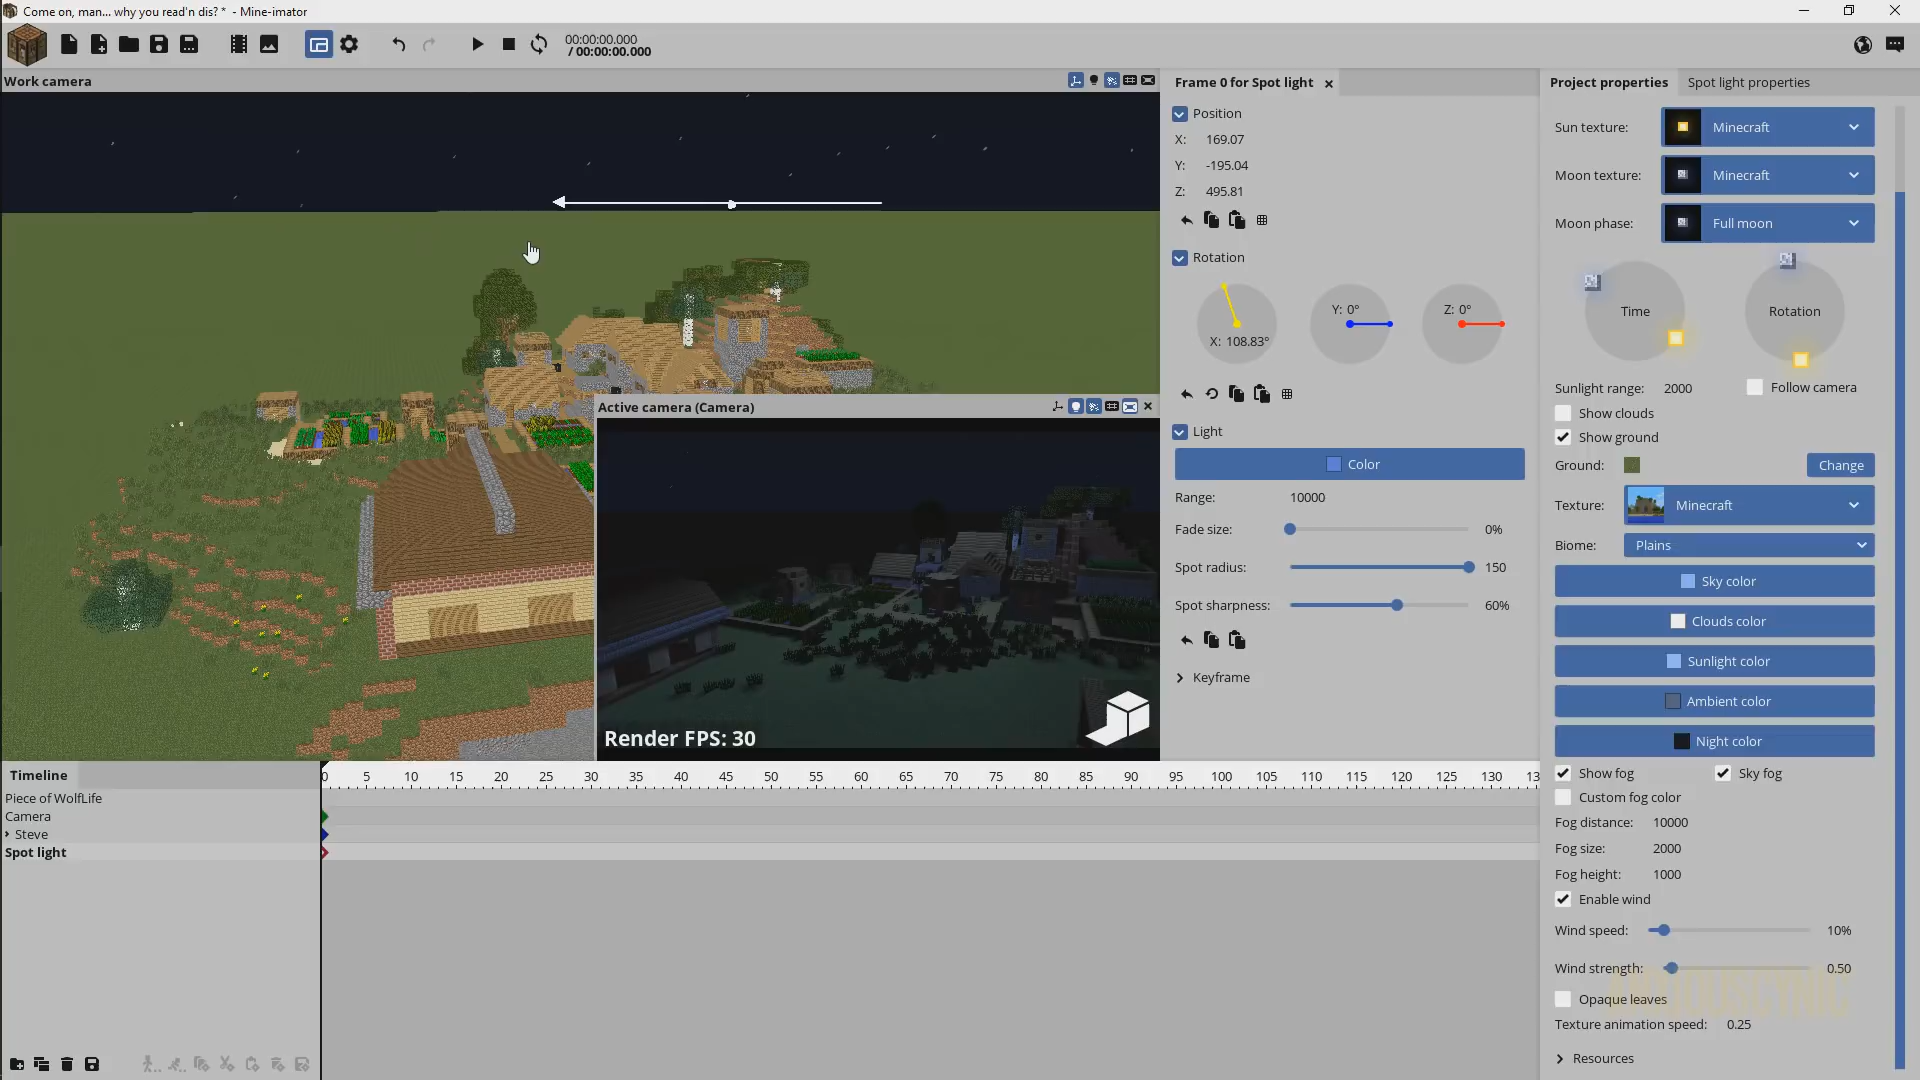 Come on, man... why you read'n dis? * - Mine-imator
00:00:00.000
/ 00:00:00.000
Work camera
Frame 0 for Spot light
Position
X: 169.07
Y: -195.04
Z: 495.81
Rotation
X: 108.83°
Y: 0°
Z: 0°
Light
Color
Range: 10000
Fade size: 0%
Spot radius: 150
Spot sharpness: 60%
Keyframe
Active camera (Camera)
Render FPS: 30
Project properties
Spot light properties
Sun texture: Minecraft
Moon texture: Minecraft
Moon phase: Full moon
Time
Rotation
Sunlight range: 2000
Follow camera
Show clouds
Show ground
Ground: Change
Texture: Minecraft
Biome: Plains
Sky color
Clouds color
Sunlight color
Ambient color
Night color
Show fog
Sky fog
Custom fog color
Fog distance: 10000
Fog size: 2000
Fog height: 1000
Enable wind
Wind speed: 10%
Wind strength: 0.50
Opaque leaves
Texture animation speed: 0.25
Resources
Timeline
0 5 10 15 20 25 30 35 40 45 50 55 60 65 70 75 80 85 90 95 100 105 110 115 120 125 130
Piece of WolfLife
Camera
Steve
Spot light